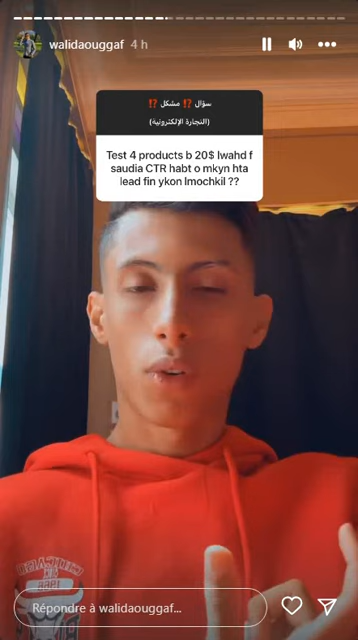 walidaouggaf 4 h
سؤال ⁉️ مشكل ⁉️
(التجارة الإلكترونية)
Test 4 products b 20$ lwahd f
saudia CTR habt o mkyn hta
lead fin ykon lmochkil ??
1966
Répondre à walidaouggaf...